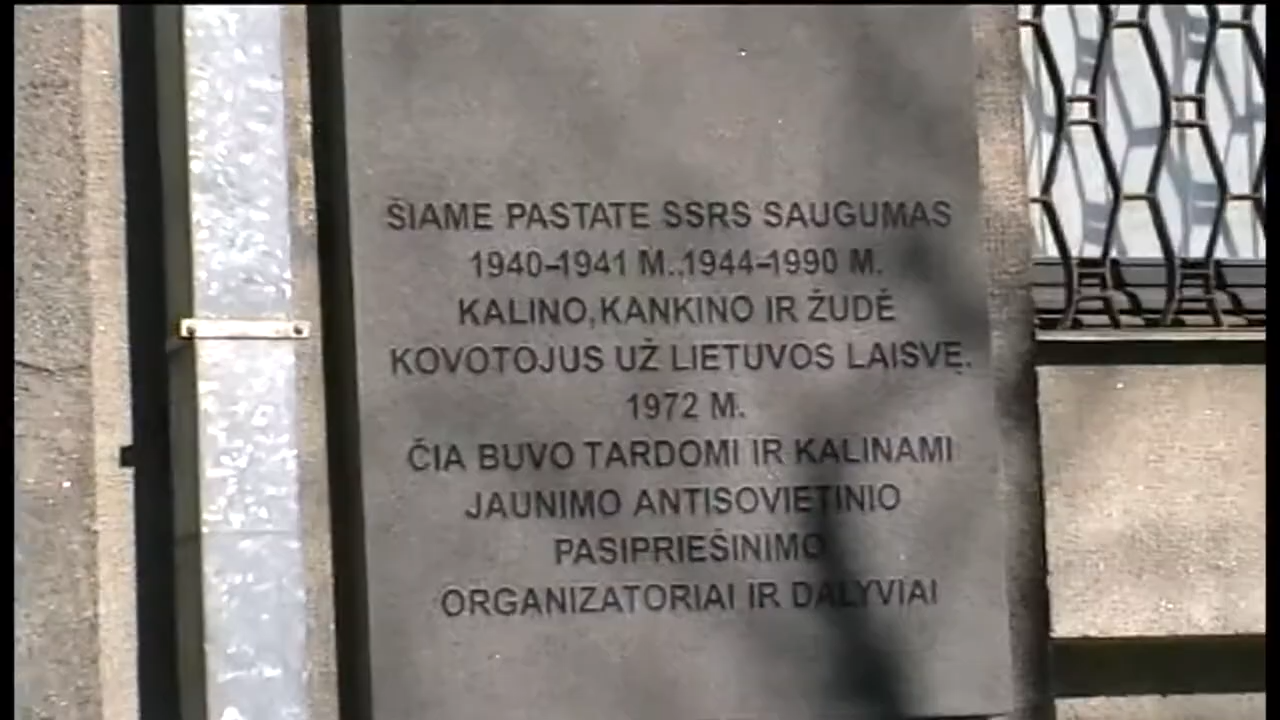 ŠIAME PASTATE SSRS SAUGUMAS
1940-1941 M.,1944-1990 M.
KALINO,KANKINO IR ŽUDĖ
KOVOTOJUS UŽ LIETUVOS LAISVĘ.
1972 M.
ČIA BUVO TARDOMI IR KALINAMI
JAUNIMO ANTISOVIETINIO
PASIPRIEŠINIMO
ORGANIZATORIAI IR DALYVIAI